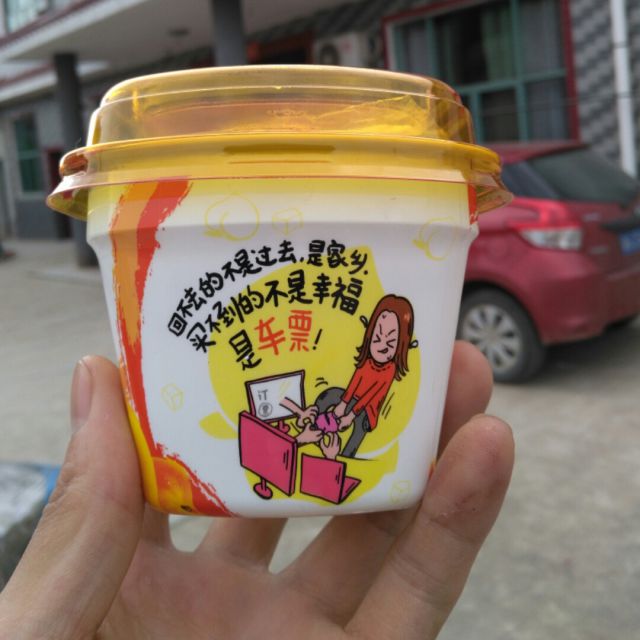 回不去的不是过去,是家乡.
买不到的不是幸福
是车票!
订票